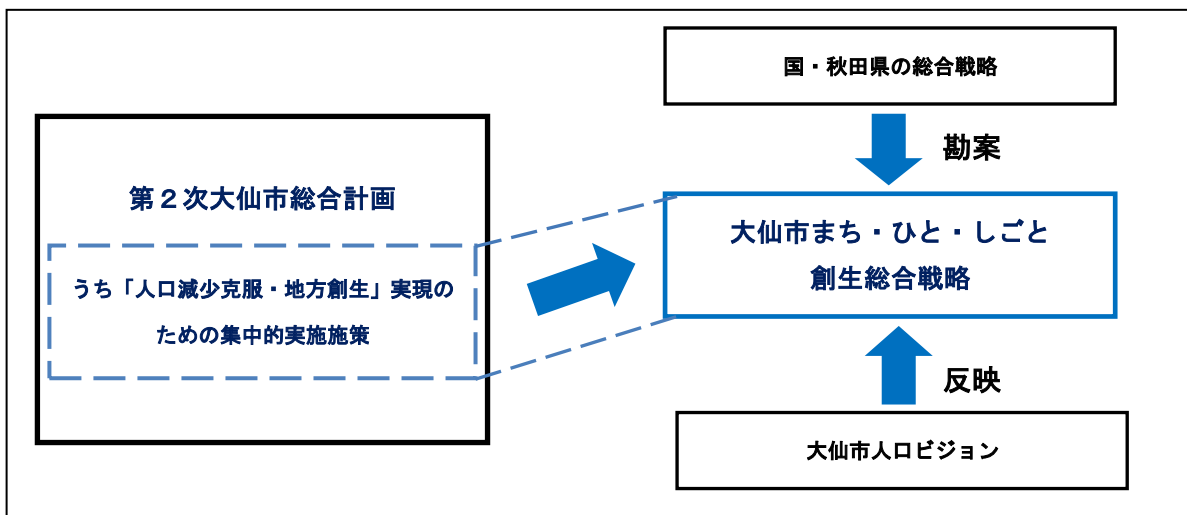 国・秋田県の総合戦略
勘案
第２次大仙市総合計画
うち「人口減少克服・地方創生」実現の
ための集中的実施施策
大仙市まち・ひと・しごと
創生総合戦略
反映
大仙市人口ビジョン